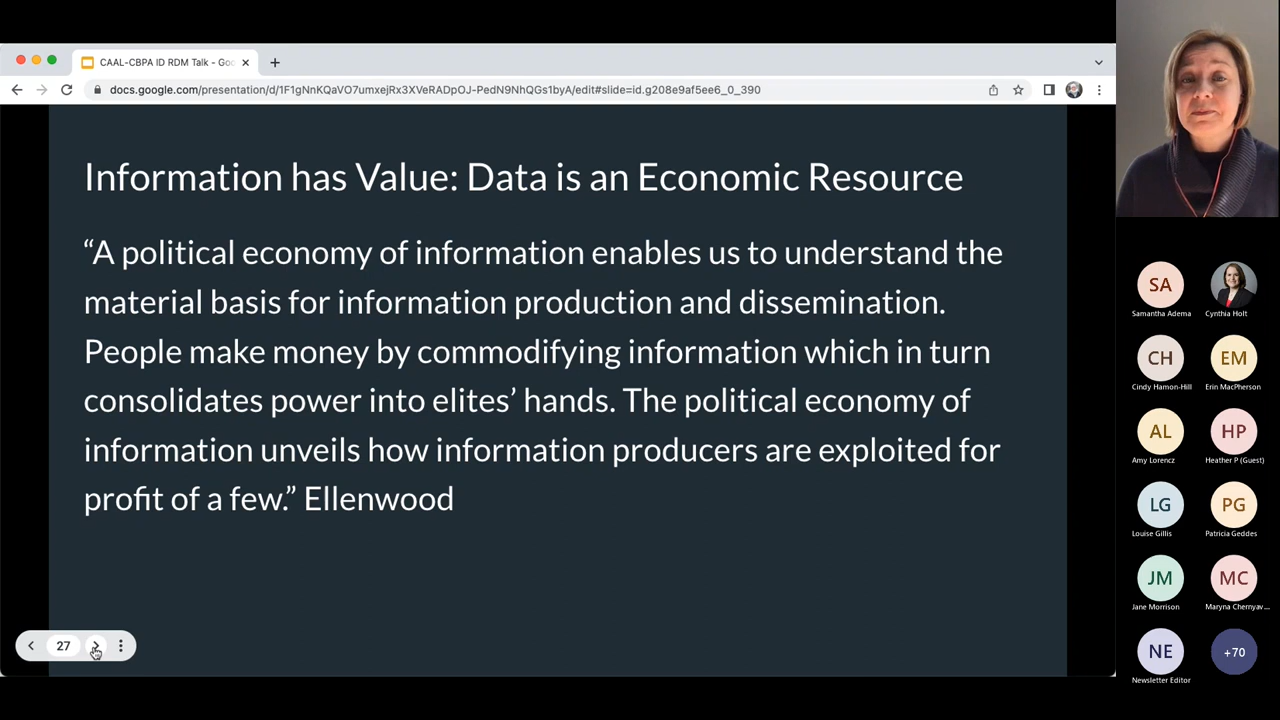 CAAL-CBPA ID RDM Talk - Goo
docs.google.com/presentation/d/1F1gNnKQaVO7umxejRx3XVeRADpOJ-PedN9NhQGs1byA/edit#slide=id.g208e9af5ee6_0_390
Information has Value: Data is an Economic Resource
“A political economy of information enables us to understand the
material basis for information production and dissemination.
People make money by commodifying information which in turn
consolidates power into elites’ hands. The political economy of
information unveils how information producers are exploited for
profit of a few.” Ellenwood
27
SA
Samantha Adema
Cynthia Holt
CH
Cindy Hamon-Hill
EM
Erin MacPherson
AL
Amy Lorencz
HP
Heather P (Guest)
LG
Louise Gillis
PG
Patricia Geddes
JM
Jane Morrison
MC
Maryna Chernyav...
NE
Newsletter Editor
+70